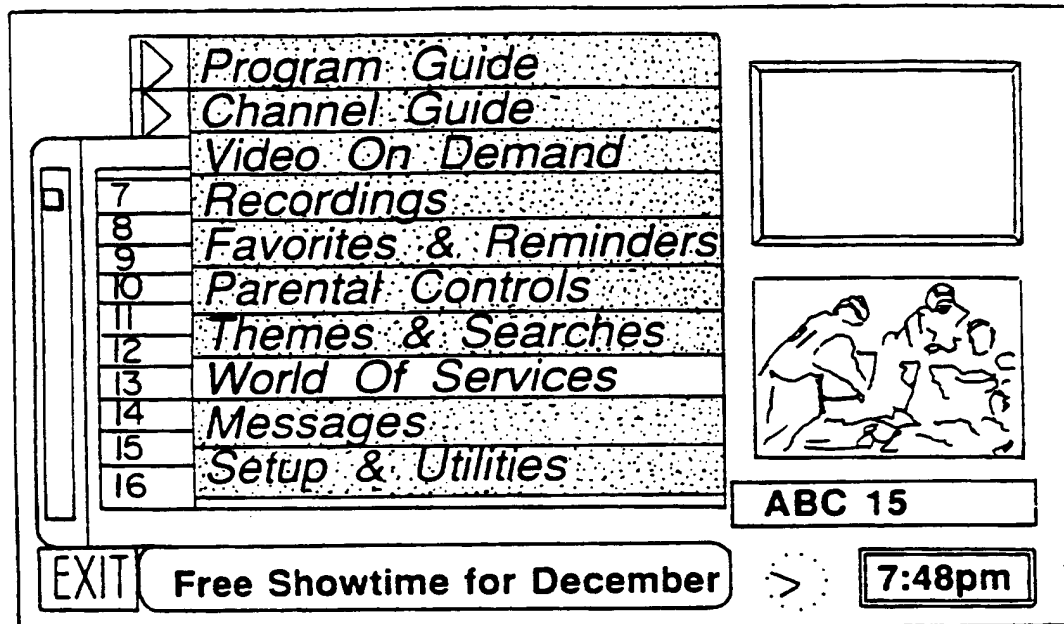 Program Guide
Channel Guide
Video On Demand
7
Recordings
8
Favorites & Reminders
9
10
Parental Controls
11
Themes & Searches
12
13
World Of Services
14
Messages
15
Setup & Utilities
16
ABC 15
EXIT
Free Showtime for December
>
7:48pm